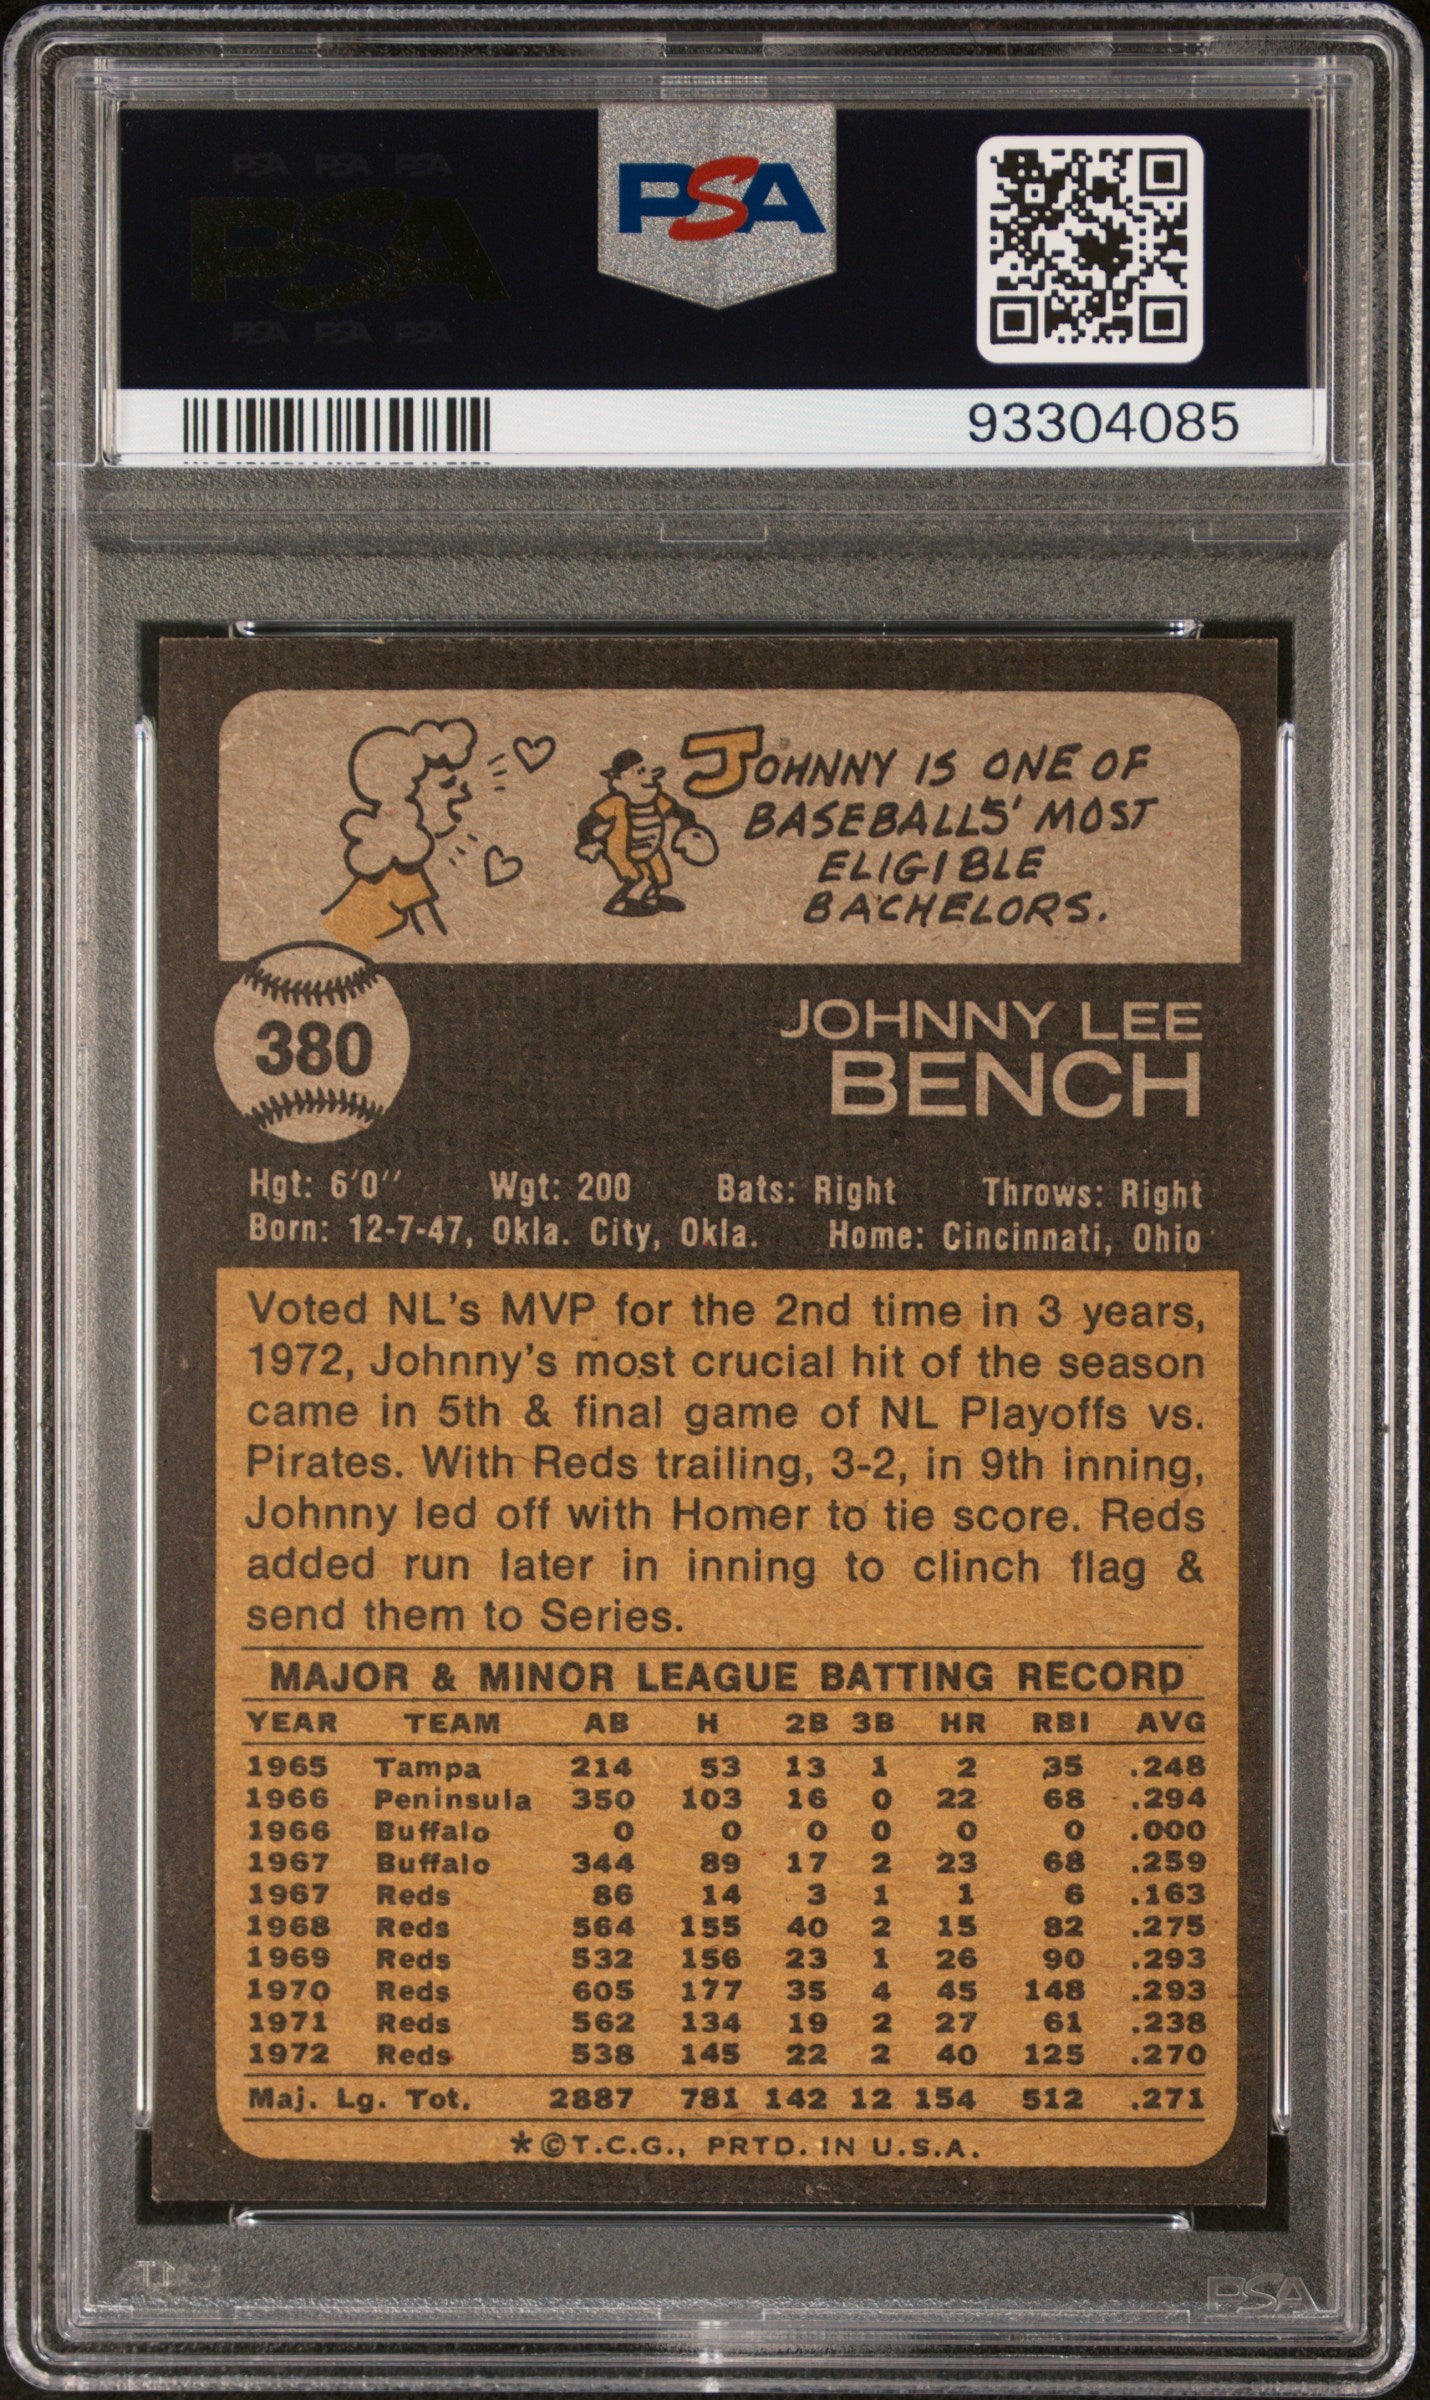 PSA PSA PSA
PSA
PSA PSA PSA
PSA
93304085
JOHNNY IS ONE OF
BASEBALLS' MOST
ELIGIBLE
BACHELORS.
380
JOHNNY LEE
BENCH
Hgt: 6'0" Wgt: 200 Bats: Right Throws: Right
Born: 12-7-47, Okla. City, Okla. Home: Cincinnati, Ohio
Voted NL's MVP for the 2nd time in 3 years,
1972, Johnny's most crucial hit of the season
came in 5th & final game of NL Playoffs vs.
Pirates. With Reds trailing, 3-2, in 9th inning,
Johnny led off with Homer to tie score. Reds
added run later in inning to clinch flag &
send them to Series.
MAJOR & MINOR LEAGUE BATTING RECORD
YEAR TEAM AB H 2B 3B HR RBI AVG
1965 Tampa 214 53 13 1 2 35 .248
1966 Peninsula 350 103 16 0 22 68 .294
1966 Buffalo 0 0 0 0 0 0 .000
1967 Buffalo 344 89 17 2 23 68 .259
1967 Reds 86 14 3 1 1 6 .163
1968 Reds 564 155 40 2 15 82 .275
1969 Reds 532 156 23 1 26 90 .293
1970 Reds 605 177 35 4 45 148 .293
1971 Reds 562 134 19 2 27 61 .238
1972 Reds 538 145 22 2 40 125 .270
Maj. Lg. Tot. 2887 781 142 12 154 512 .271
*©T.C.G., PRTD. IN U.S.A.
PSA